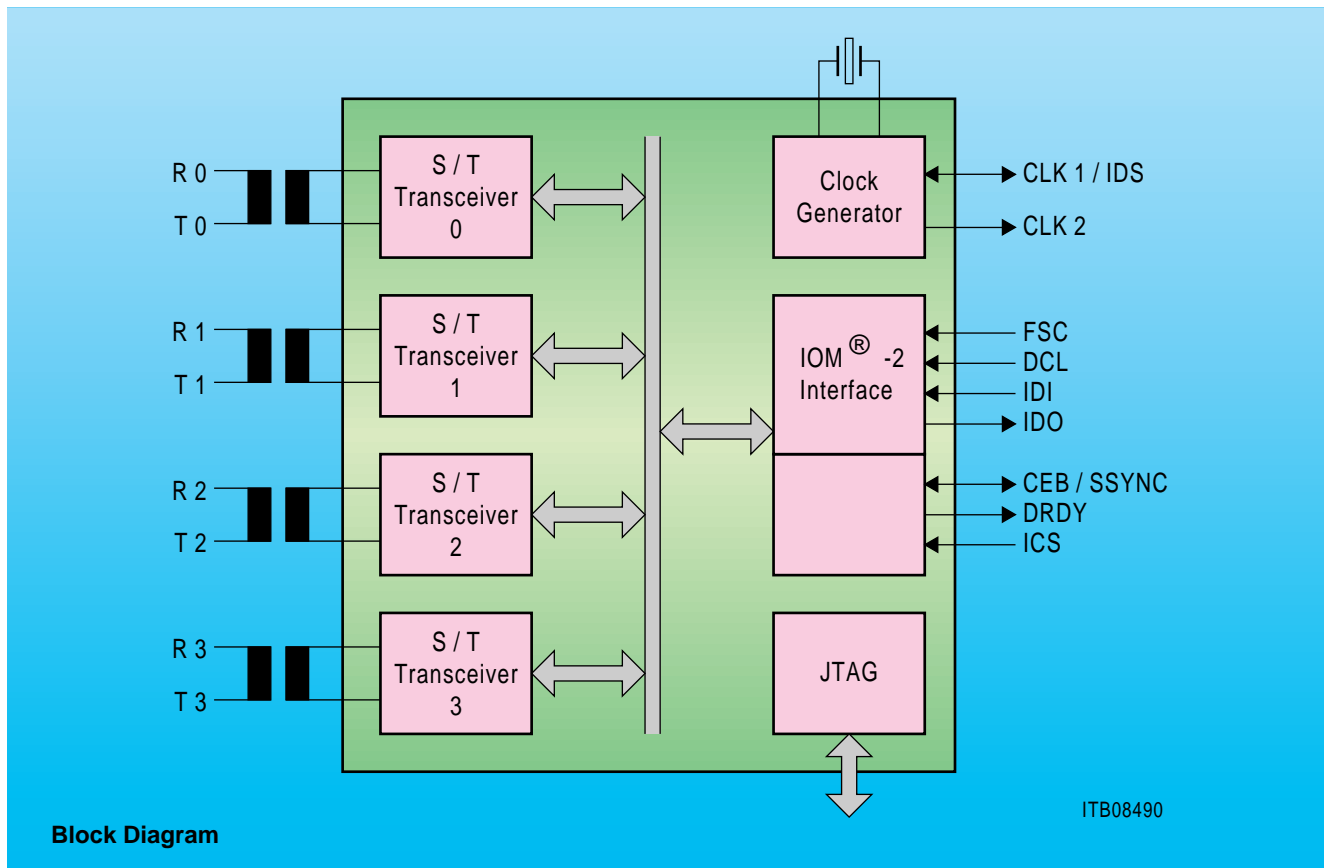 R 0
T 0
S / T
Transceiver
0
R 1
T 1
S / T
Transceiver
1
R 2
T 2
S / T
Transceiver
2
R 3
T 3
S / T
Transceiver
3
Clock
Generator
CLK 1 / IDS
CLK 2
IOM® -2
Interface
FSC
DCL
IDI
IDO
CEB / SSYNC
DRDY
ICS
JTAG
ITB08490
Block Diagram